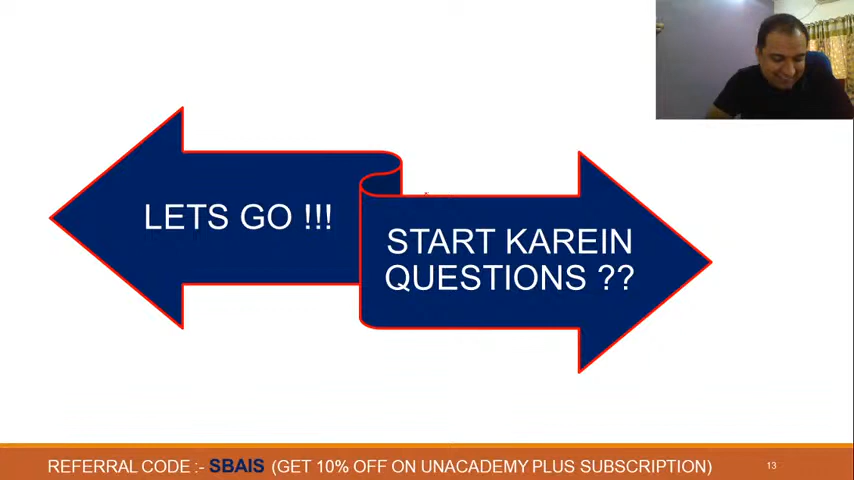 LETS GO !!!
START KAREIN
QUESTIONS ??
REFERRAL CODE :- SBAIS (GET 10% OFF ON UNACADEMY PLUS SUBSCRIPTION)
13